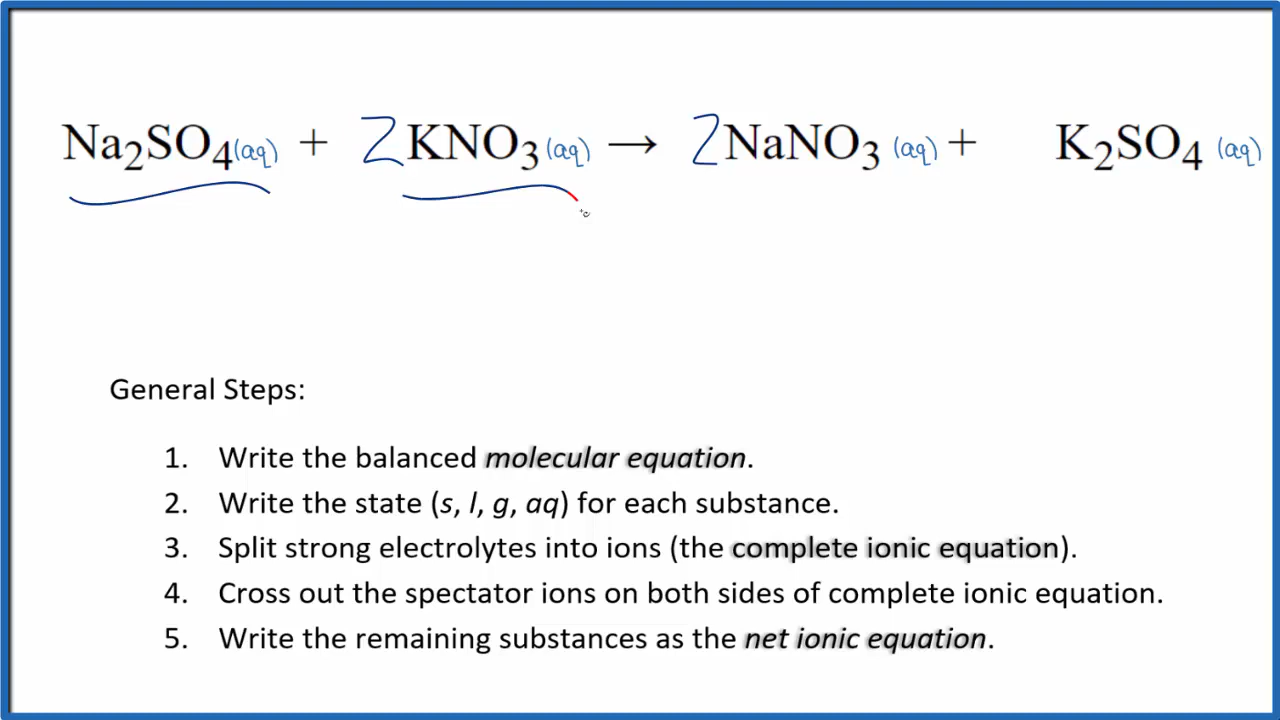 Na₂SO₄(aq) + 2KNO₃(aq) → 2NaNO₃(aq) + K₂SO₄(aq)
General Steps:
1. Write the balanced molecular equation.
2. Write the state (s, l, g, aq) for each substance.
3. Split strong electrolytes into ions (the complete ionic equation).
4. Cross out the spectator ions on both sides of complete ionic equation.
5. Write the remaining substances as the net ionic equation.